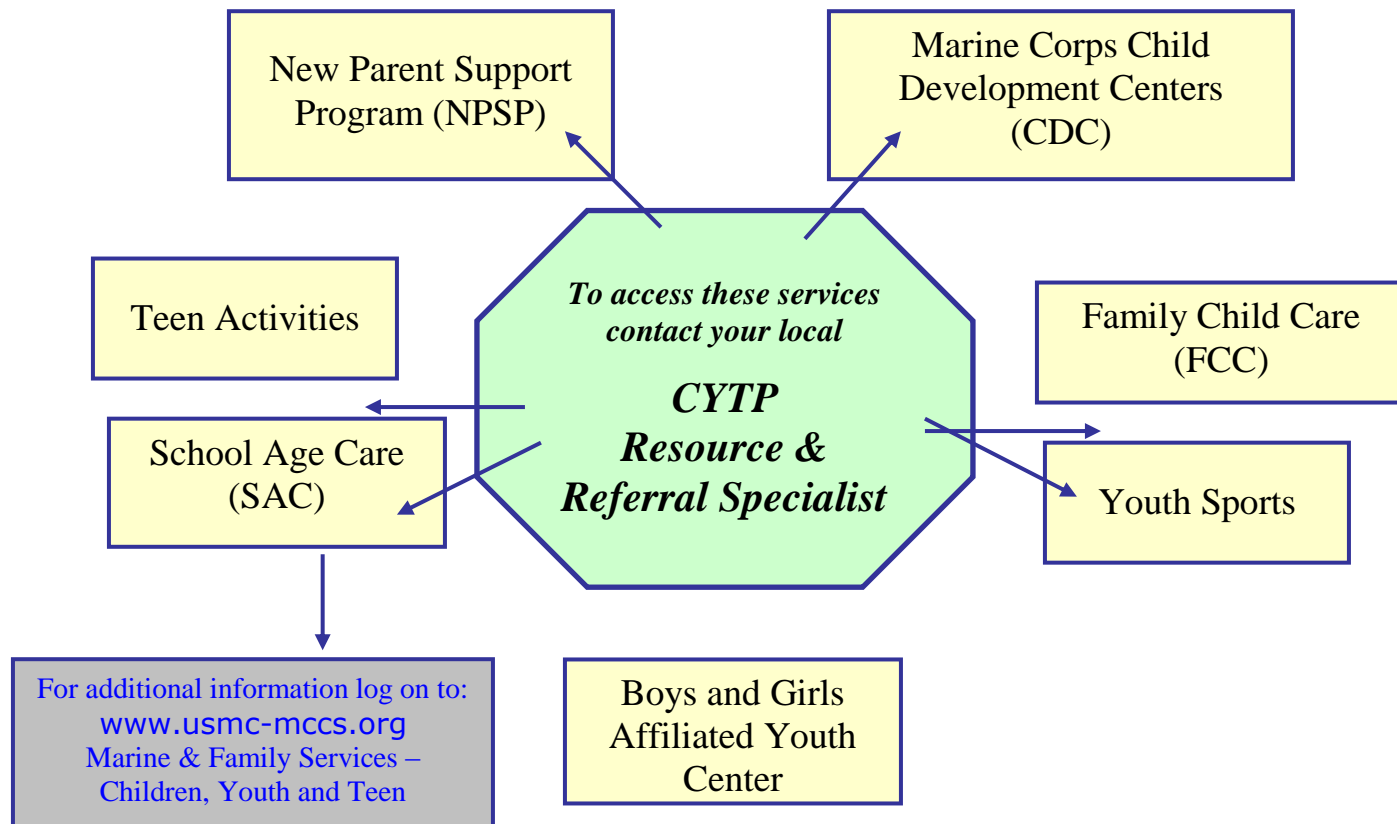 New Parent Support
Program (NPSP)
Marine Corps Child
Development Centers
(CDC)
Teen Activities
To access these services
contact your local
CYTP
Resource &
Referral Specialist
Family Child Care
(FCC)
School Age Care
(SAC)
Youth Sports
For additional information log on to:
www.usmc-mccs.org
Marine & Family Services –
Children, Youth and Teen
Boys and Girls
Affiliated Youth
Center